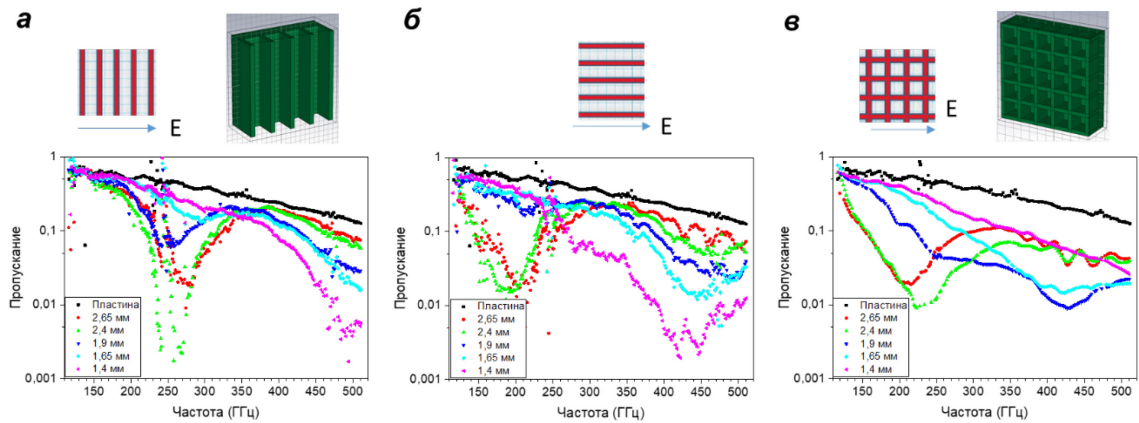 а
E
Пропускание
1
0,1
0,01
0,001
Пластина
2,65 мм
2,4 мм
1,9 мм
1,65 мм
1,4 мм
100 150 200 250 300 350 400 450 500
Частота (ГГц)
б
E
Пропускание
1
0,1
0,01
0,001
Пластина
2,65 мм
2,4 мм
1,9 мм
1,65 мм
1,4 мм
100 150 200 250 300 350 400 450 500
Частота (ГГц)
в
E
Пропускание
1
0,1
0,01
0,001
Пластина
2,65 мм
2,4 мм
1,9 мм
1,65 мм
1,4 мм
100 150 200 250 300 350 400 450 500
Частота (ГГц)